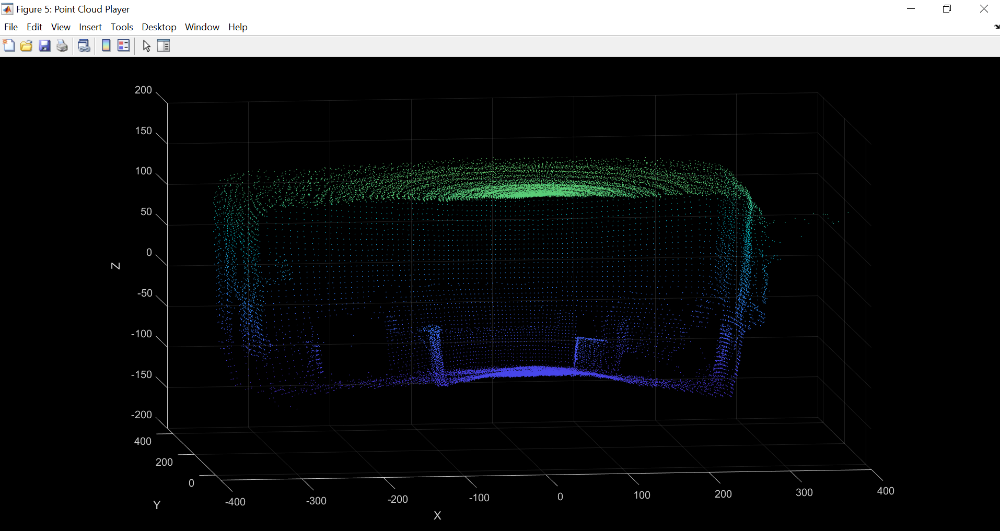 Figure 5: Point Cloud Player
File Edit View Insert Tools Desktop Window Help
200
150
100
50
0
-50
-100
-150
-200
Z
400
200
0
Y
-400 -300 -200 -100 0 100 200 300 400
X